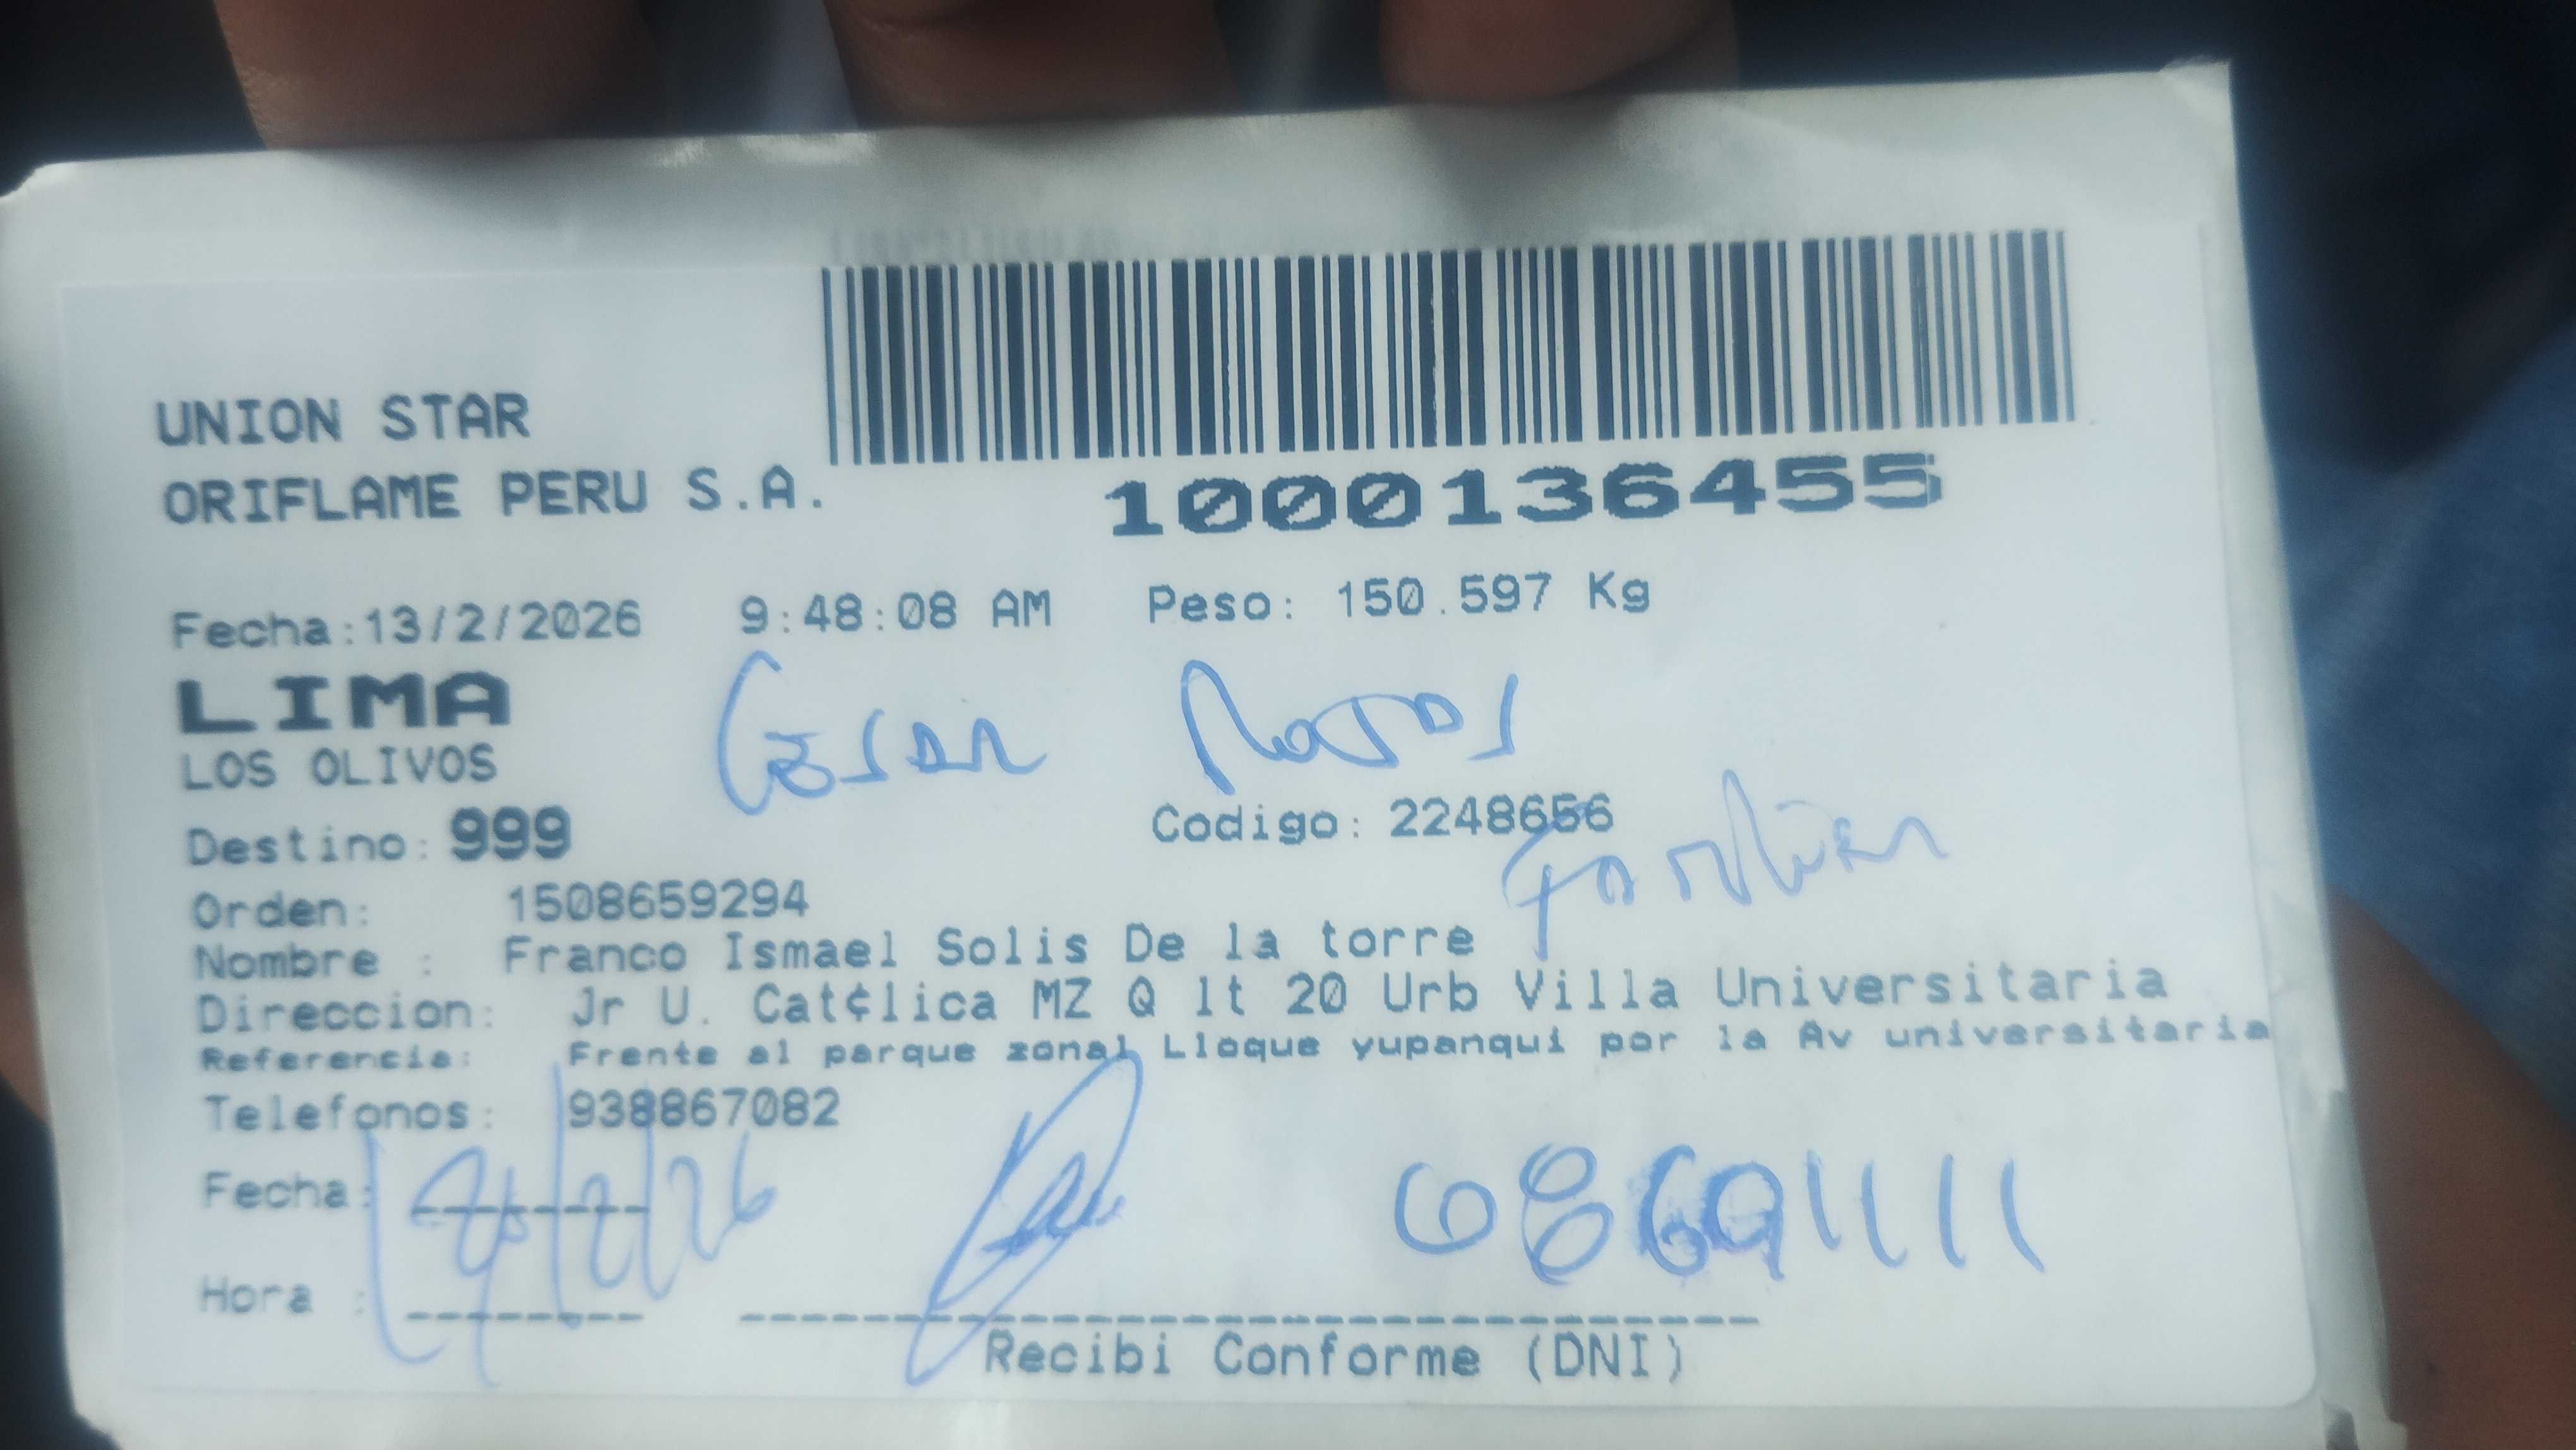 UNION STAR
ORIFLAME PERU S.A.
1000136455
Fecha:13/2/2026 9:48:08 AM Peso: 150.597 Kg
LIMA
Cesar Rojas
LOS OLIVOS
Destino: 999 Codigo: 2248656
Familiar
Orden: 1508659294
Nombre : Franco Ismael Solis De la torre
Direccion: Jr U. Cat¢lica MZ Q lt 20 Urb Villa Universitaria
Referencia: Frente al parque zonal Lloque yupanqui por la Av universitaria
Telefonos: 938867082
Fecha:
Hora :
Recibi Conforme (DNI)